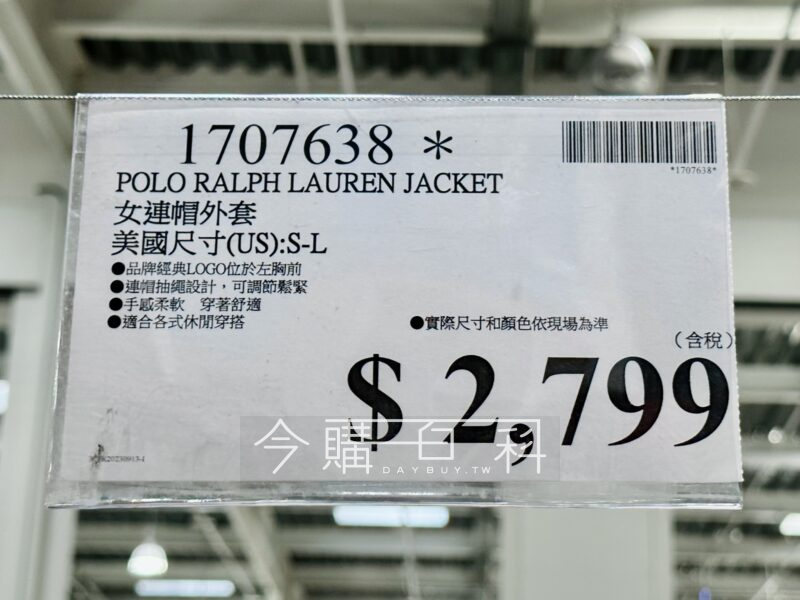 1707638 *
*1707638*
POLO RALPH LAUREN JACKET
女連帽外套
美國尺寸(US):S-L
●品牌經典LOGO位於左胸前
●連帽抽繩設計，可調節鬆緊
●手感柔軟　穿著舒適
●適合各式休閒穿搭
●實際尺寸和顏色依現場為準
(含稅)
$ 2,799
今購百科
DAYBUY.TW